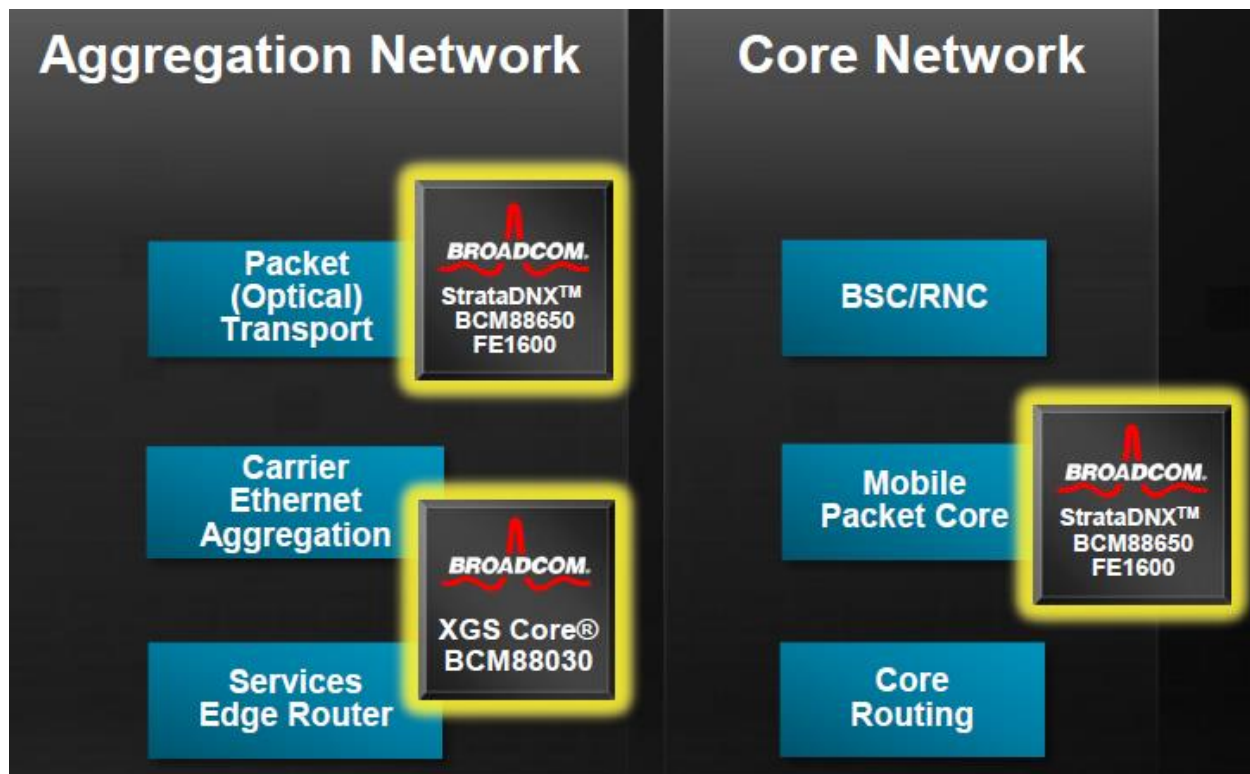 Aggregation Network
Packet
(Optical)
Transport
BROADCOM.
StrataDNX™
BCM88650
FE1600
Carrier
Ethernet
Aggregation
BROADCOM.
XGS Core®
BCM88030
Services
Edge Router
Core Network
BSC/RNC
Mobile
Packet Core
BROADCOM.
StrataDNX™
BCM88650
FE1600
Core
Routing